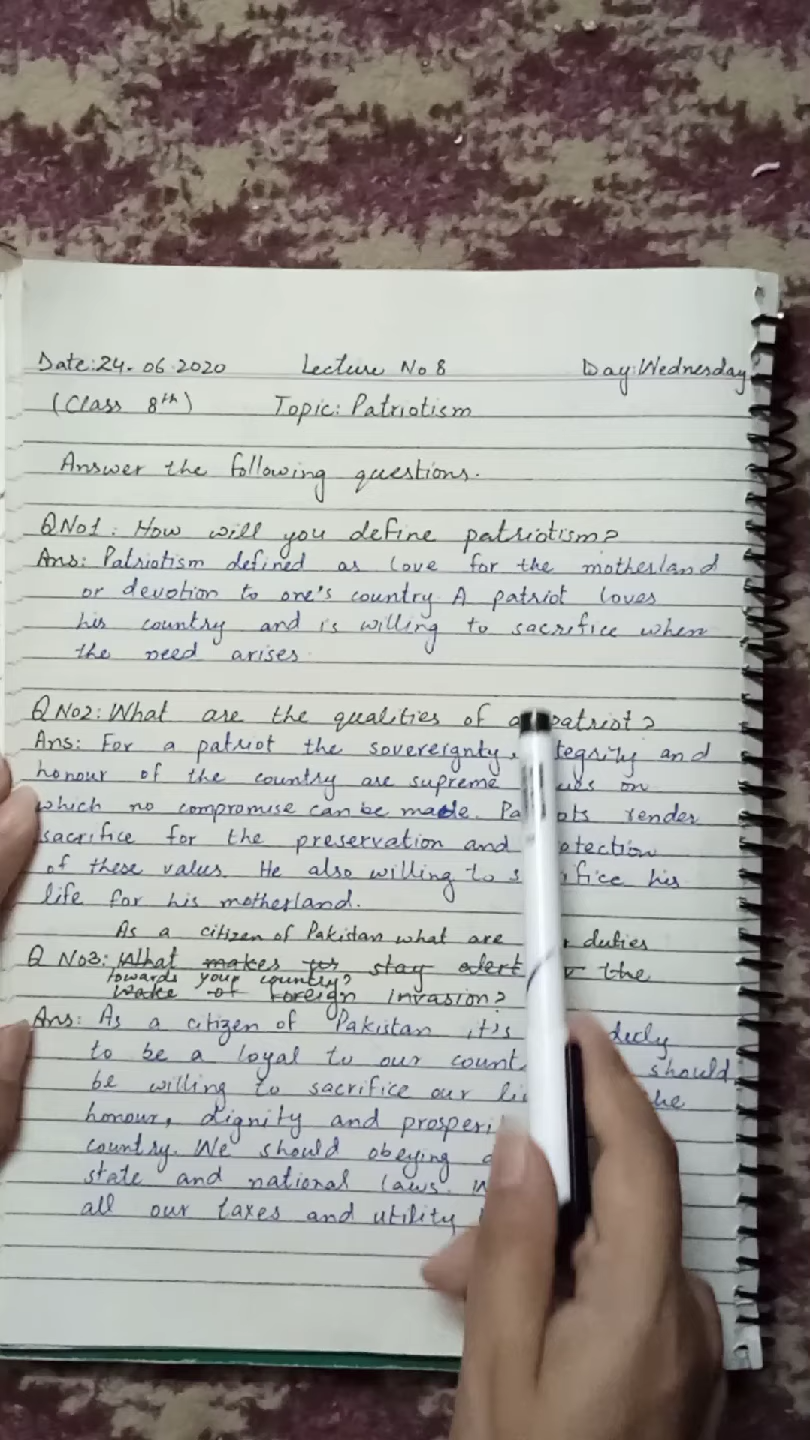 Date: 24. 06. 2020 Lecture No 8 Day: Wednesday
(Class 8th) Topic: Patriotism
Answer the following questions.
Q No1: How will you define patriotism?
Ans: Patriotism defined as love for the motherland
or devotion to one's country. A patriot loves
his country and is willing to sacrifice when
the need arises.
Q No2: What are the qualities of a patriot?
Ans: For a patriot the sovereignty, and
honour of the country are supreme on
which no compromise can be made. render
sacrifice for the preservation and
of these values. He also willing to his
life for his motherland.
As a citizen of Pakistan what are duties
Q No3: What makes us stay alert the
towards your country?
wake of foreign invasion?
Ans: As a citizen of Pakistan it's duty
to be a loyal to our should
be willing to sacrifice our
honour, dignity and
country. We should obeying
state and national laws.
all our taxes and utility